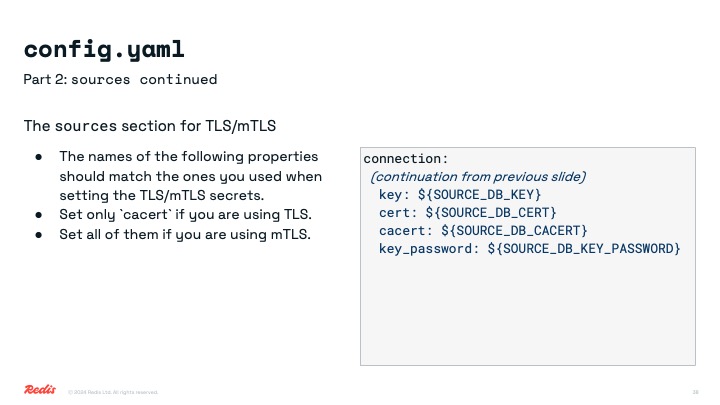 config.yaml
Part 2: sources continued
The sources section for TLS/mTLS
● The names of the following properties
should match the ones you used when
setting the TLS/mTLS secrets.
● Set only `cacert` if you are using TLS.
● Set all of them if you are using mTLS.
connection:
(continuation from previous slide)
key: ${SOURCE_DB_KEY}
cert: ${SOURCE_DB_CERT}
cacert: ${SOURCE_DB_CACERT}
key_password: ${SOURCE_DB_KEY_PASSWORD}
Redis
© 2024 Redis Ltd. All rights reserved.